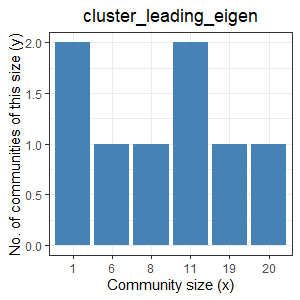 cluster_leading_eigen
No. of communities of this size (y)
2.0
1.5
1.0
0.5
0.0
1 6 8 11 19 20
Community size (x)